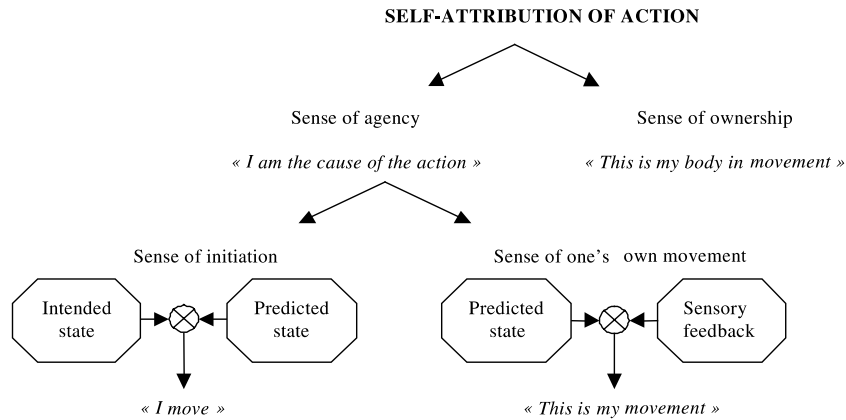 SELF-ATTRIBUTION OF ACTION
Sense of agency
Sense of ownership
« I am the cause of the action »
« This is my body in movement »
Sense of initiation
Sense of one's own movement
Intended
state
Predicted
state
Predicted
state
Sensory
feedback
« I move »
« This is my movement »